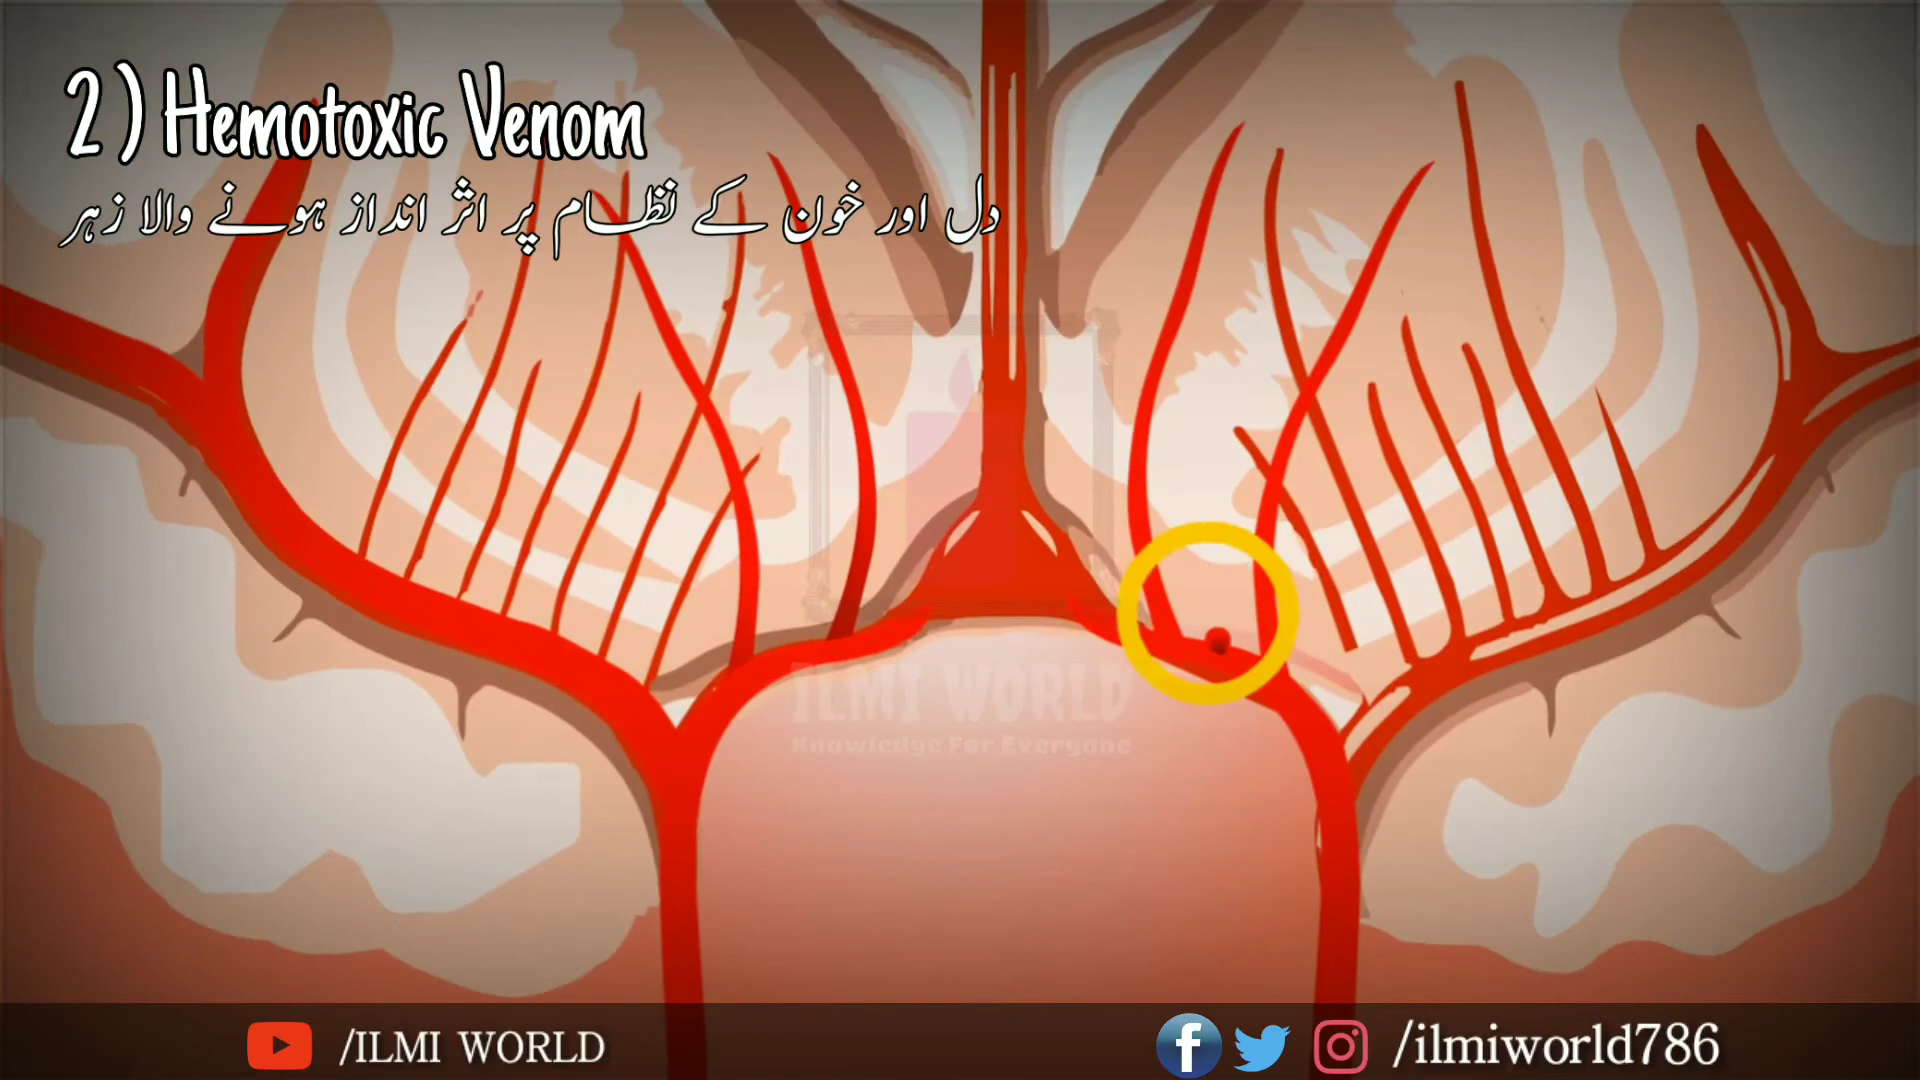 2) Hemotoxic Venom
دل اور خون کے نظام پر اثر انداز ہونے والا زہر
ILMI WORLD
Knowledge For Everyone
/ILMI WORLD
/ilmiworld786